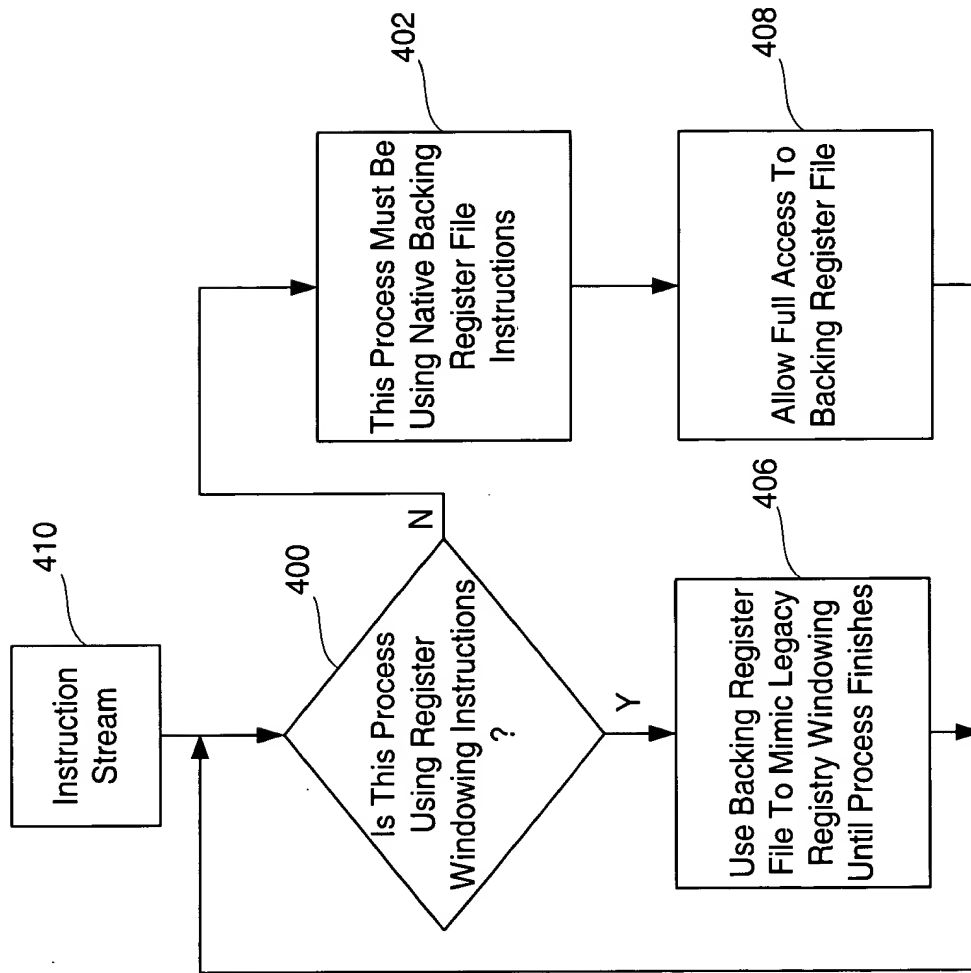 410
Instruction
Stream
400
Is This Process
Using Register
Windowing Instructions
?
N
Y
402
This Process Must Be
Using Native Backing
Register File
Instructions
406
Use Backing Register
File To Mimic Legacy
Registry Windowing
Until Process Finishes
408
Allow Full Access To
Backing Register File